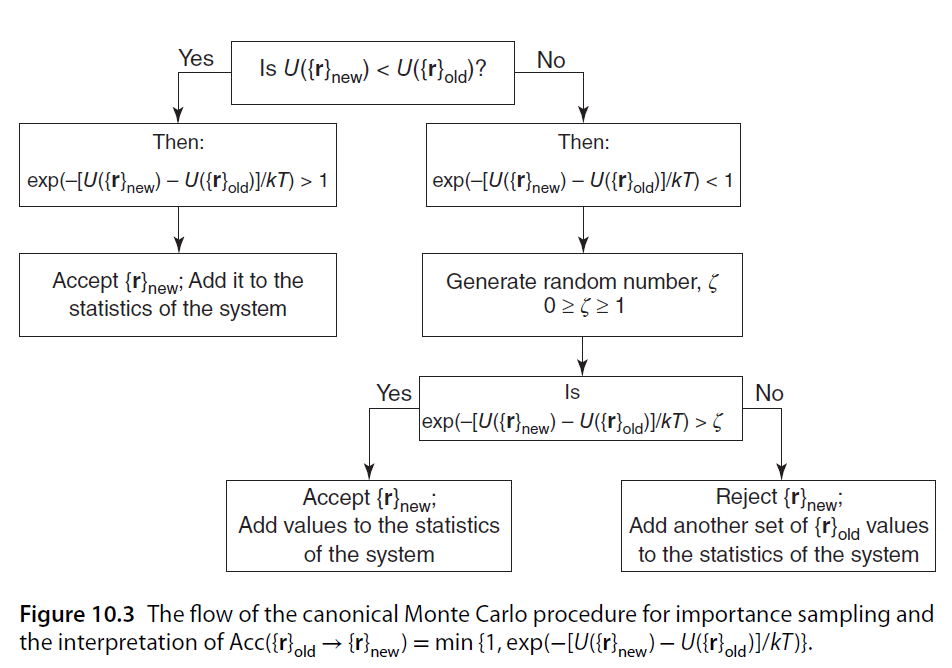 Is U({r}new) < U({r}old)?
Yes
No
Then:
exp(–[U({r}new) – U({r}old)]/kT) > 1
Then:
exp(–[U({r}new) – U({r}old)]/kT) < 1
Accept {r}new; Add it to the
statistics of the system
Generate random number, ζ
0 ≥ ζ ≥ 1
Is
exp(–[U({r}new) – U({r}old)]/kT) > ζ
Yes
No
Accept {r}new;
Add values to the statistics
of the system
Reject {r}new;
Add another set of {r}old values
to the statistics of the system
Figure 10.3 The flow of the canonical Monte Carlo procedure for importance sampling and
the interpretation of Acc({r}old → {r}new) = min {1, exp(–[U({r}new) – U({r}old)]/kT)}.